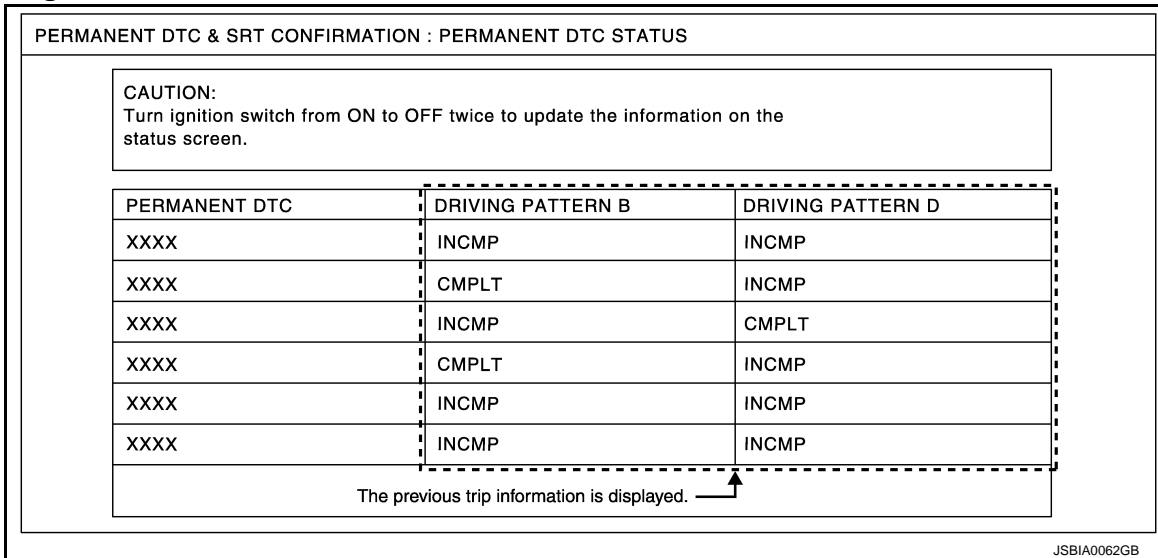 PERMANENT DTC & SRT CONFIRMATION : PERMANENT DTC STATUS
CAUTION:
Turn ignition switch from ON to OFF twice to update the information on the
status screen.
PERMANENT DTC DRIVING PATTERN B DRIVING PATTERN D
XXXX INCMP INCMP
XXXX CMPLT INCMP
XXXX INCMP CMPLT
XXXX CMPLT INCMP
XXXX INCMP INCMP
XXXX INCMP INCMP
The previous trip information is displayed.
JSBIA0062GB